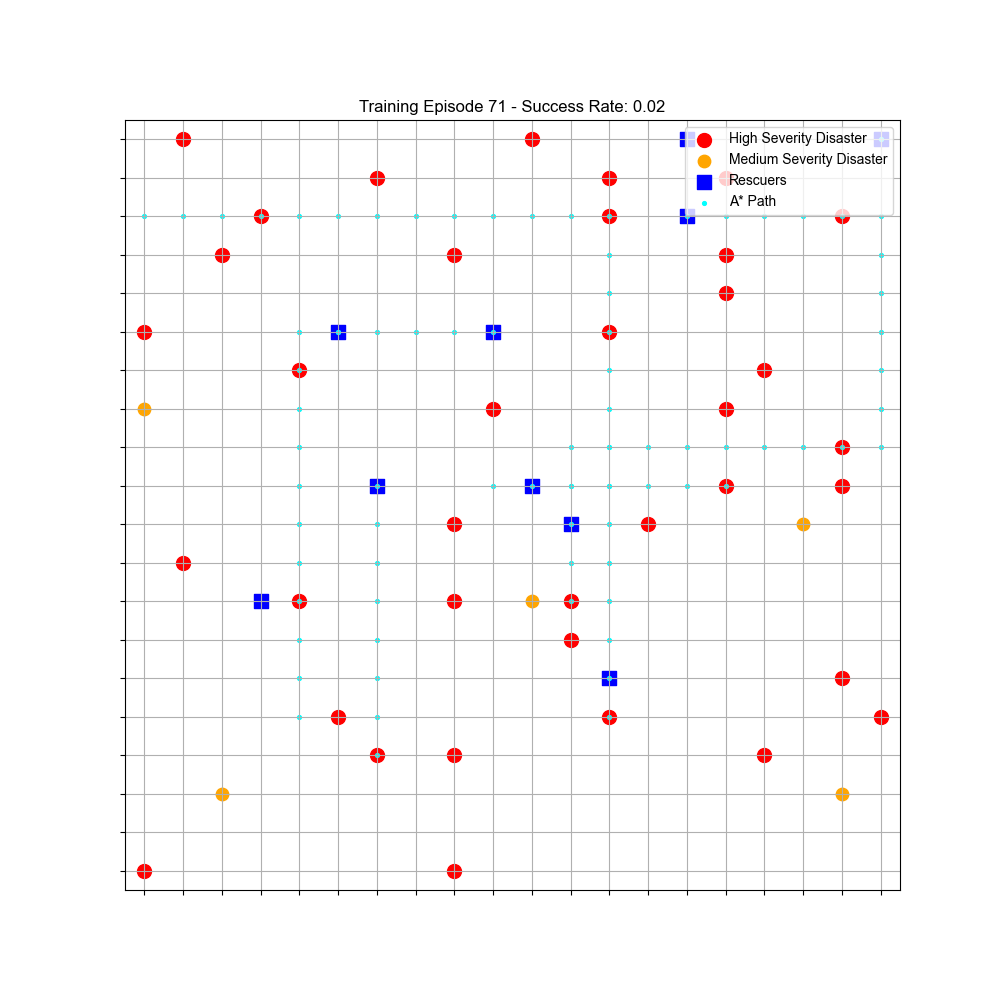 Training Episode 71 - Success Rate: 0.02
High Severity Disaster
Medium Severity Disaster
Rescuers
A* Path